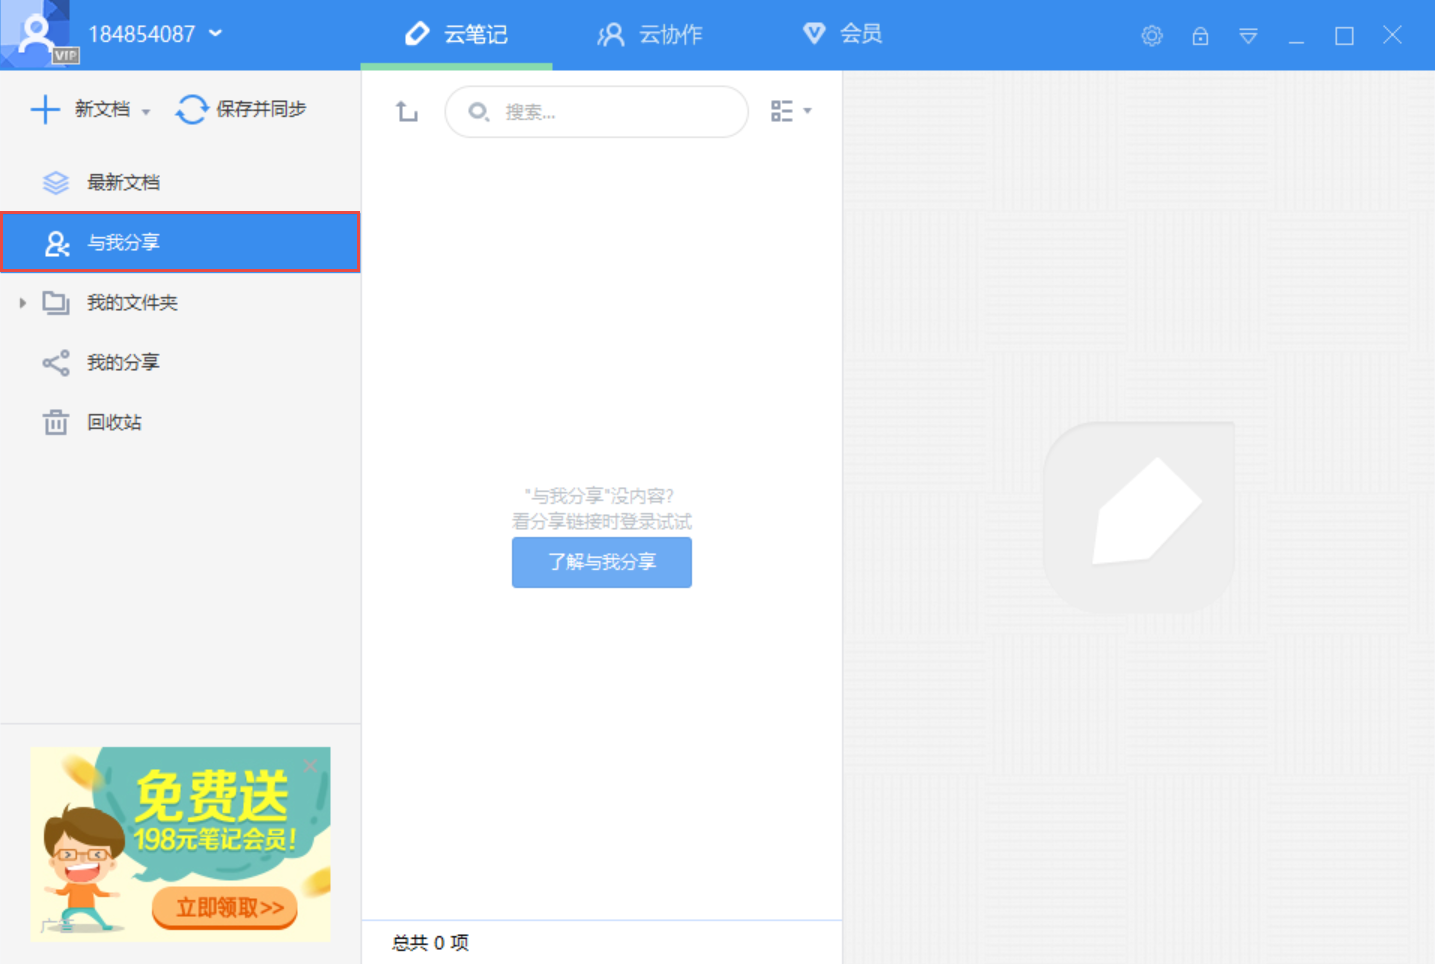 184854087
VIP
云笔记
云协作
会员
新文档
保存并同步
搜索...
最新文档
与我分享
我的文件夹
我的分享
回收站
"与我分享"没内容?
看分享链接时登录试试
了解与我分享
免费送
198元笔记会员!
立即领取>>
广告
总共 0 项